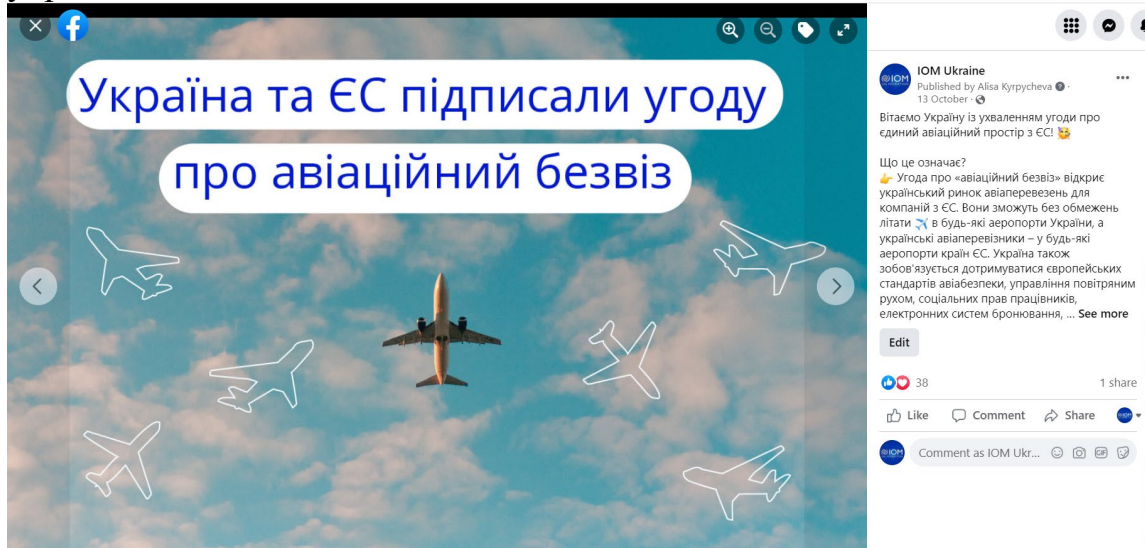 Україна та ЄС підписали угоду
про авіаційний безвіз
IOM
IOM Ukraine
Published by Alisa Kyrpycheva ·
13 October ·
Вітаємо Україну із ухваленням угоди про
єдиний авіаційний простір з ЄС! 🥰
Що це означає?
👉 Угода про «авіаційний безвіз» відкриє
український ринок авіаперевезень для
компаній з ЄС. Вони зможуть без обмежень
літати ✈️ в будь-які аеропорти України, а
українські авіаперевізники – у будь-які
аеропорти країн ЄС. Україна також
зобов'язується дотримуватися європейських
стандартів авіабезпеки, управління повітряним
рухом, соціальних прав працівників,
електронних систем бронювання, ... See more
Edit
38
1 share
Like Comment Share
Comment as IOM Ukr... GIF